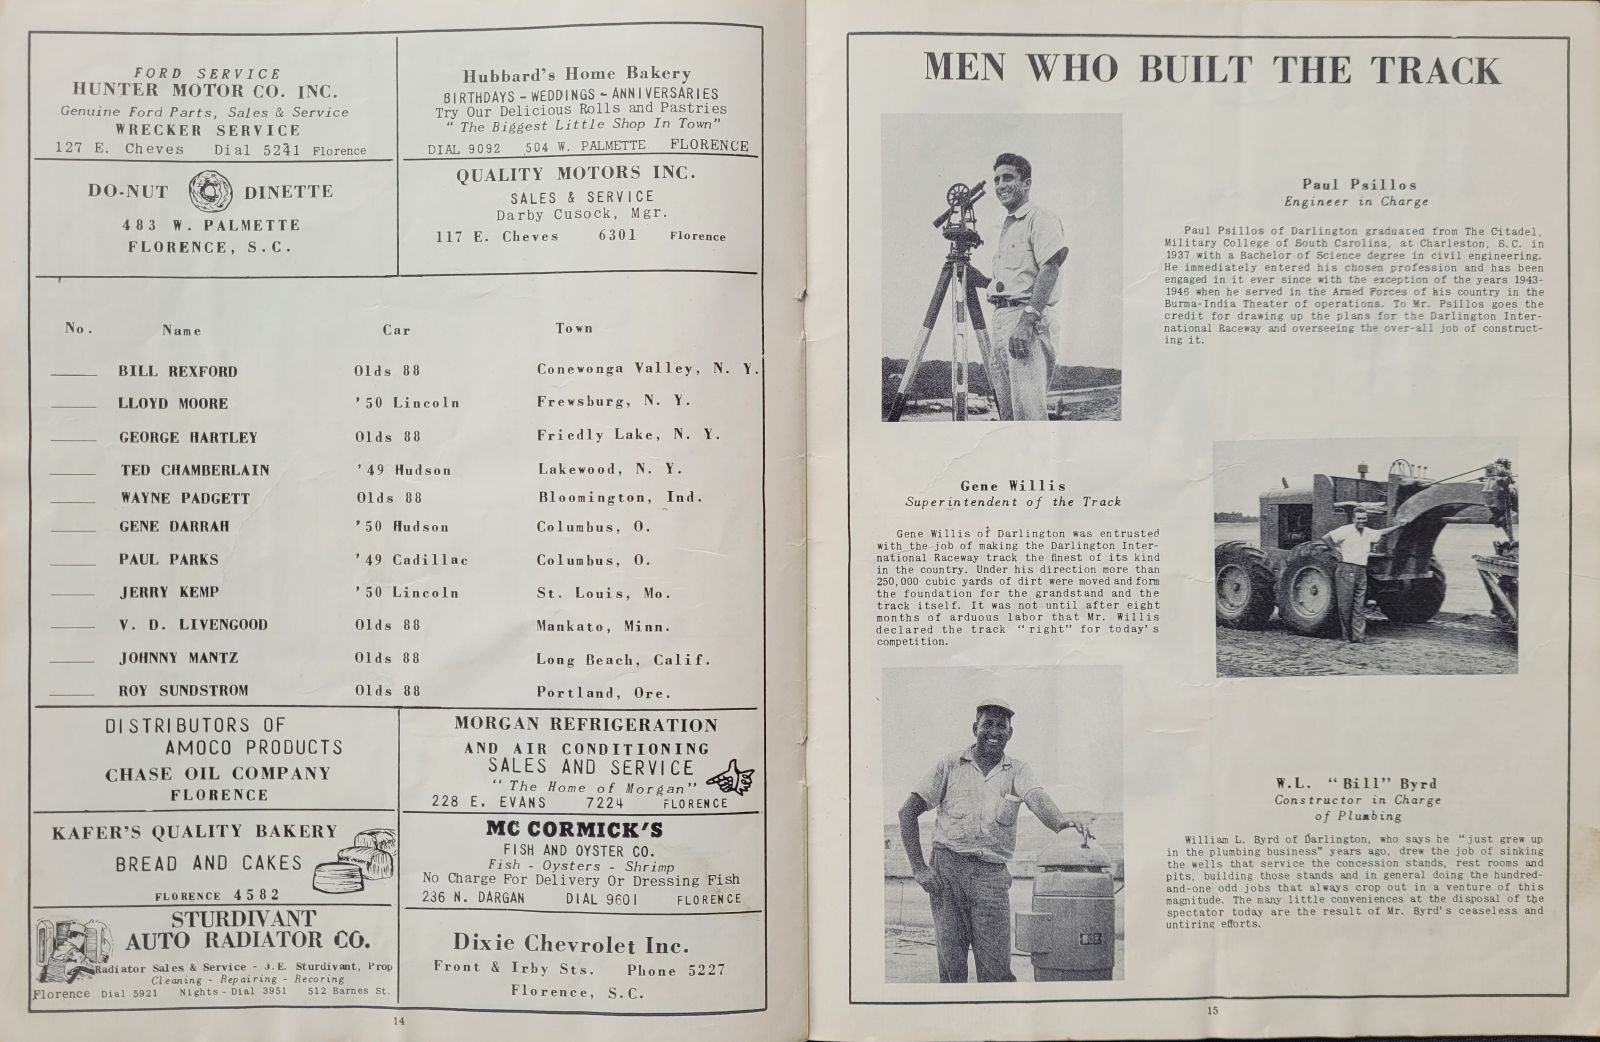 FORD SERVICE
HUNTER MOTOR CO. INC.
Genuine Ford Parts, Sales & Service
WRECKER SERVICE
127 E. Cheves Dial 5241 Florence
Hubbard's Home Bakery
BIRTHDAYS - WEDDINGS - ANNIVERSARIES
Try Our Delicious Rolls and Pastries
" The Biggest Little Shop In Town"
DIAL 9092 504 W. PALMETTE FLORENCE
DO-NUT DINETTE
483 W. PALMETTE
FLORENCE, S.C.
QUALITY MOTORS INC.
SALES & SERVICE
Darby Cusock, Mgr.
117 E. Cheves 6301 Florence
No. Name Car Town
BILL REXFORD Olds 88 Conewonga Valley, N. Y.
LLOYD MOORE '50 Lincoln Frewsburg, N. Y.
GEORGE HARTLEY Olds 88 Friedly Lake, N. Y.
TED CHAMBERLAIN '49 Hudson Lakewood, N. Y.
WAYNE PADGETT Olds 88 Bloomington, Ind.
GENE DARRAH '50 Hudson Columbus, O.
PAUL PARKS '49 Cadillac Columbus, O.
JERRY KEMP '50 Lincoln St. Louis, Mo.
V. D. LIVENGOOD Olds 88 Mankato, Minn.
JOHNNY MANTZ Olds 88 Long Beach, Calif.
ROY SUNDSTROM Olds 88 Portland, Ore.
DISTRIBUTORS OF
AMOCO PRODUCTS
CHASE OIL COMPANY
FLORENCE
MORGAN REFRIGERATION
AND AIR CONDITIONING
SALES AND SERVICE
" The Home of Morgan"
228 E. EVANS 7224 FLORENCE
KAFER'S QUALITY BAKERY
BREAD AND CAKES
FLORENCE 4582
MC CORMICK'S
FISH AND OYSTER CO.
Fish - Oysters - Shrimp
No Charge For Delivery Or Dressing Fish
236 N. DARGAN DIAL 9601 FLORENCE
STURDIVANT
AUTO RADIATOR CO.
Radiator Sales & Service - J.E. Sturdivant, Prop
Cleaning - Repairing - Recoring
Florence Dial 5921 Nights - Dial 3951 512 Barnes St.
Dixie Chevrolet Inc.
Front & Irby Sts. Phone 5227
Florence, S.C.
14
MEN WHO BUILT THE TRACK
Paul Psillos
Engineer in Charge
Paul Psillos of Darlington graduated from The Citadel,
Military College of South Carolina, at Charleston, S.C. in
1937 with a Bachelor of Science degree in civil engineering.
He immediately entered his chosen profession and has been
engaged in it ever since with the exception of the years 1943-
1946 when he served in the Armed Forces of his country in the
Burma-India Theater of operations. To Mr. Psillos goes the
credit for drawing up the plans for the Darlington Inter-
national Raceway and overseeing the over-all job of construct-
ing it.
Gene Willis
Superintendent of the Track
Gene Willis of Darlington was entrusted
with the job of making the Darlington Inter-
national Raceway track the finest of its kind
in the country. Under his direction more than
250,000 cubic yards of dirt were moved and form
the foundation for the grandstand and the
track itself. It was not until after eight
months of arduous labor that Mr. Willis
declared the track "right" for today's
competition.
W.L. "Bill" Byrd
Constructor in Charge
of Plumbing
William L. Byrd of Darlington, who says he "just grew up
in the plumbing business" years ago, drew the job of sinking
the wells that service the concession stands, rest rooms and
pits, building those stands and in general doing the hundred-
and-one odd jobs that always crop out in a venture of this
magnitude. The many little conveniences at the disposal of the
spectator today are the result of Mr. Byrd's ceaseless and
untiring efforts.
15